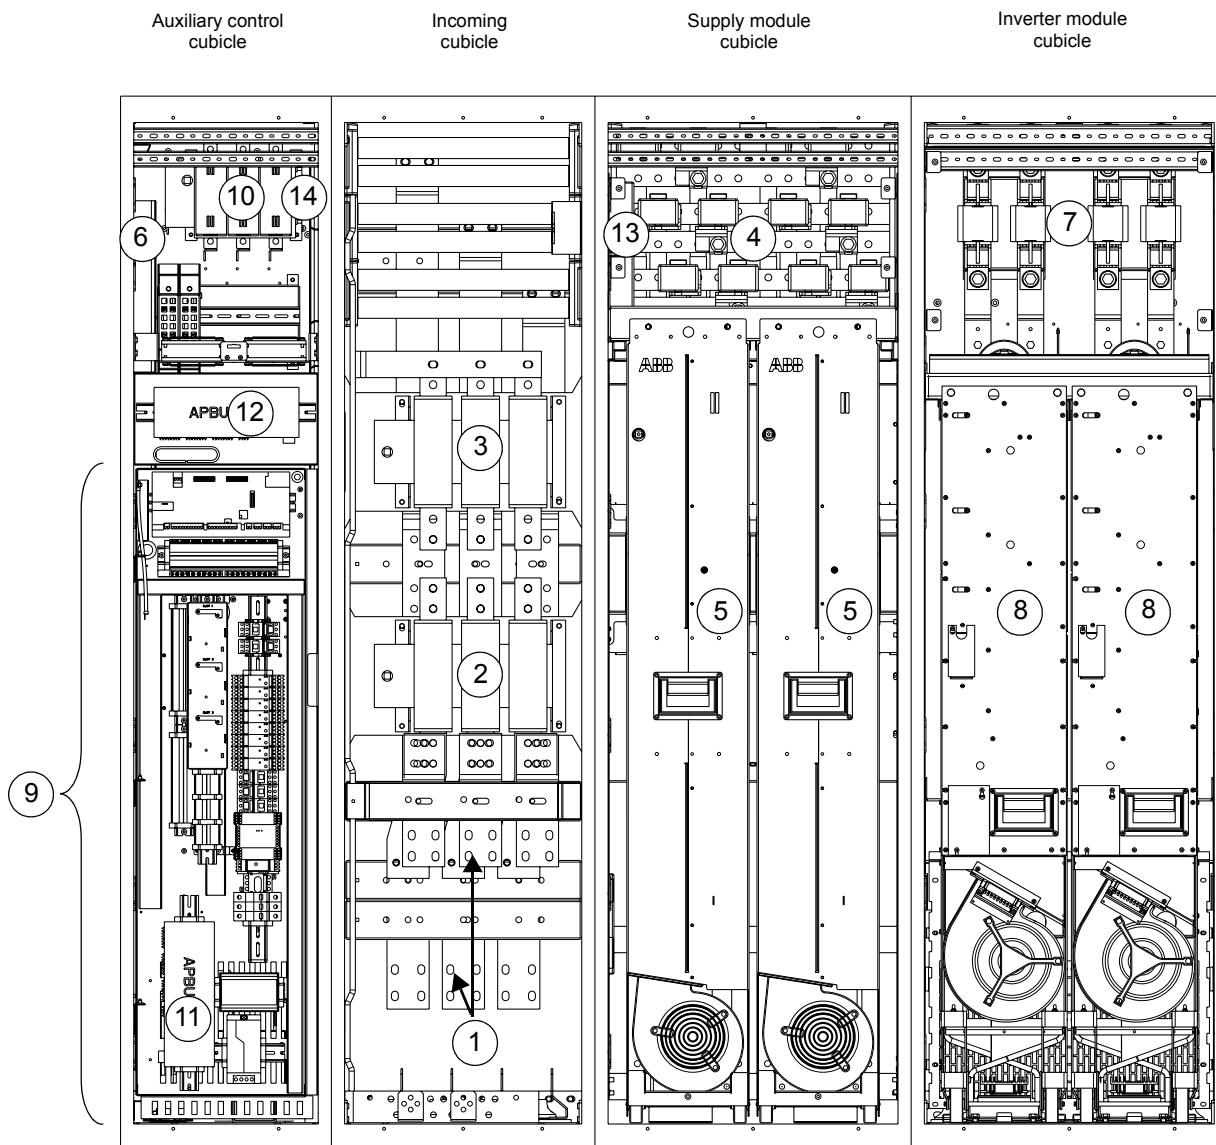 Auxiliary control
cubicle
Incoming
cubicle
Supply module
cubicle
Inverter module
cubicle
10
14
6
13
4
7
ABB
ABB
APBU
12
3
5
5
8
8
2
9
APBU
11
1